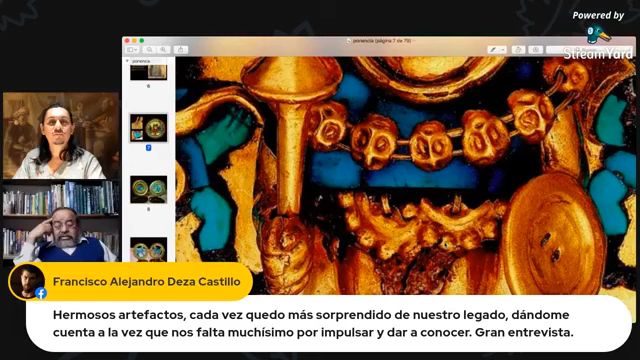 Powered by
StreamYard
ponencia (página 7 de 79)
ponencia
6
7
8
Francisco Alejandro Deza Castillo
Hermosos artefactos, cada vez quedo más sorprendido de nuestro legado, dándome
cuenta a la vez que nos falta muchísimo por impulsar y dar a conocer. Gran entrevista.